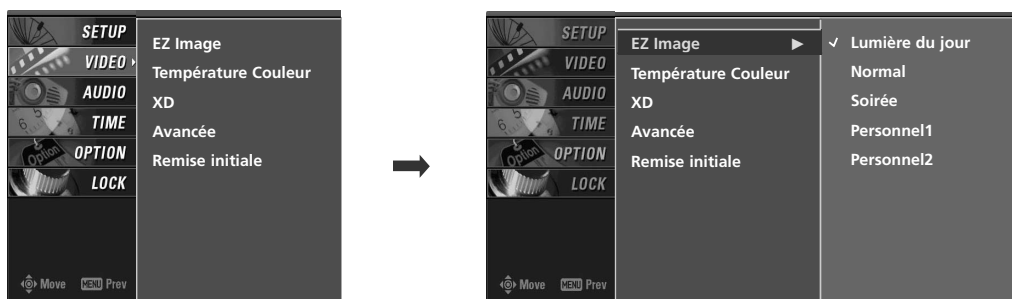 SETUP
VIDEO
AUDIO
TIME
OPTION
LOCK
Move MENU Prev
EZ Image
Température Couleur
XD
Avancée
Remise initiale
SETUP
VIDEO
AUDIO
TIME
OPTION
LOCK
Move MENU Prev
EZ Image ▶
Température Couleur
XD
Avancée
Remise initiale
✓ Lumière du jour
Normal
Soirée
Personnel1
Personnel2